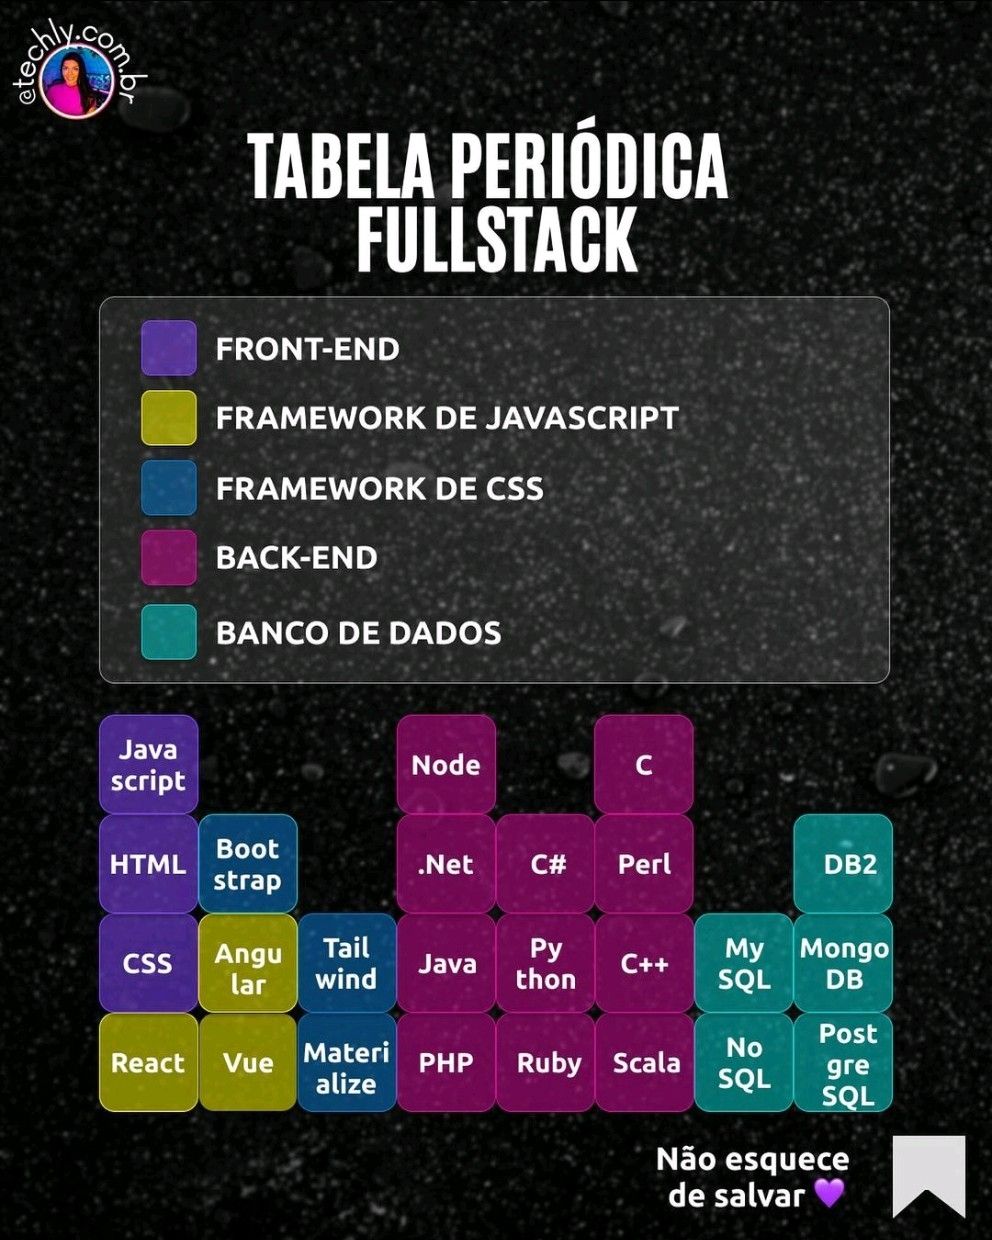 @techly.com.br
TABELA PERIÓDICA
FULLSTACK
FRONT-END
FRAMEWORK DE JAVASCRIPT
FRAMEWORK DE CSS
BACK-END
BANCO DE DADOS
Java
script
Node
C
HTML
Boot
strap
.Net
C#
Perl
DB2
CSS
Angu
lar
Tail
wind
Java
Py
thon
C++
My
SQL
Mongo
DB
React
Vue
Materi
alize
PHP
Ruby
Scala
No
SQL
Post
gre
SQL
Não esquece
de salvar 💜